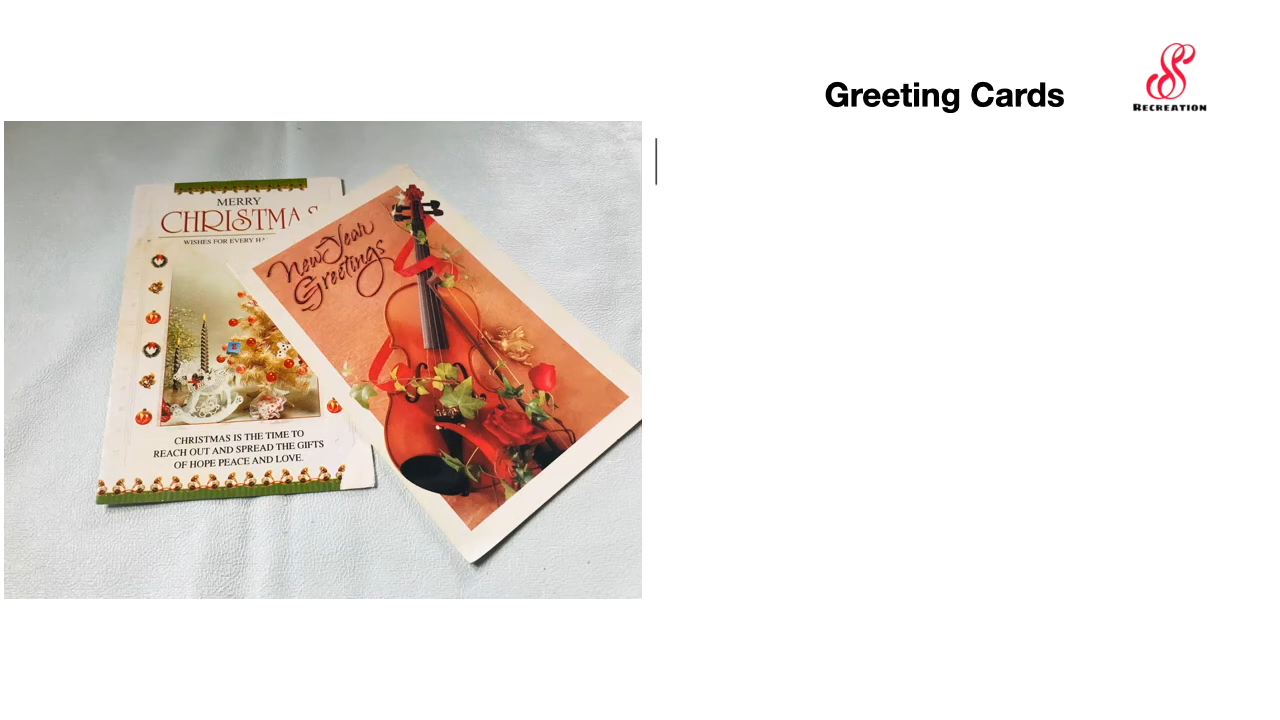 Greeting Cards
RECREATION
MERRY
CHRISTMAS
WISHES FOR EVERY
New Year
Greetings
CHRISTMAS IS THE TIME TO
REACH OUT AND SPREAD THE GIFTS
OF HOPE PEACE AND LOVE.